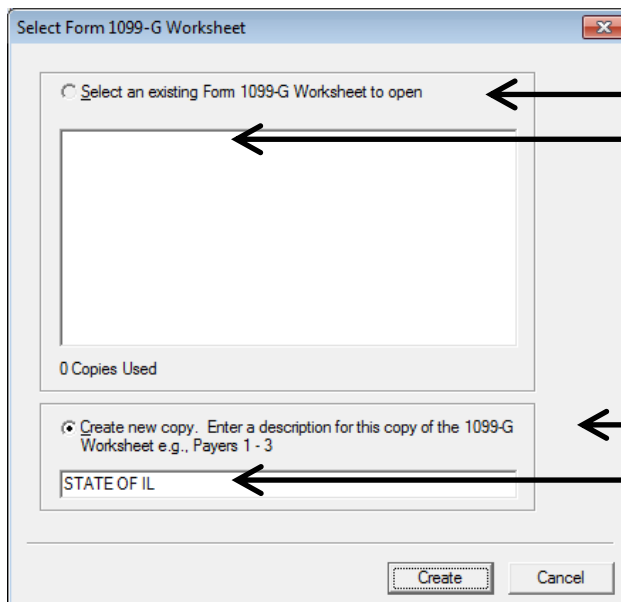 Select Form 1099-G Worksheet
Select an existing Form 1099-G Worksheet to open
0 Copies Used
Create new copy. Enter a description for this copy of the 1099-G
Worksheet e.g., Payers 1 - 3
STATE OF IL
Create
Cancel